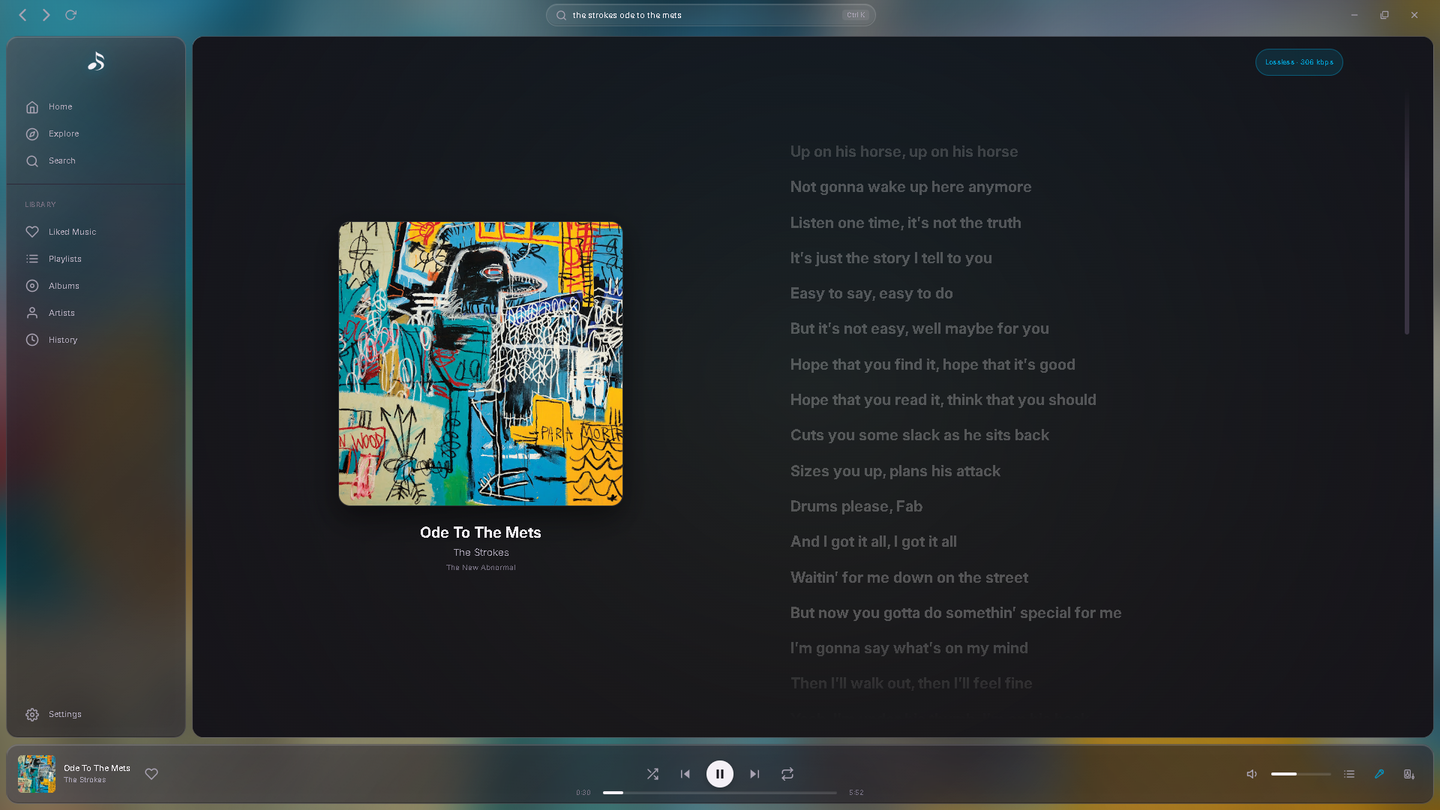 the strokes ode to the mets
Ctrl K
Lossless · 306 kbps
Home
Explore
Search
LIBRARY
Liked Music
Playlists
Albums
Artists
History
Settings
N WOOD
PARA MORIR
Ode To The Mets
The Strokes
The New Abnormal
Up on his horse, up on his horse
Not gonna wake up here anymore
Listen one time, it's not the truth
It's just the story I tell to you
Easy to say, easy to do
But it's not easy, well maybe for you
Hope that you find it, hope that it's good
Hope that you read it, think that you should
Cuts you some slack as he sits back
Sizes you up, plans his attack
Drums please, Fab
And I got it all, I got it all
Waitin' for me down on the street
But now you gotta do somethin' special for me
I'm gonna say what's on my mind
Then I'll walk out, then I'll feel fine
Ode To The Mets
The Strokes
0:30
5:52